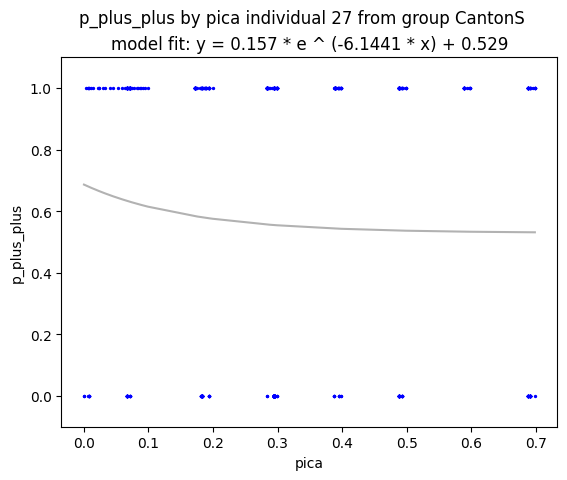 p_plus_plus by pica individual 27 from group CantonS
model fit: y = 0.157 * e ^ (-6.1441 * x) + 0.529
1.0
0.8
0.6
0.4
0.2
0.0
p_plus_plus
0.0 0.1 0.2 0.3 0.4 0.5 0.6 0.7
pica